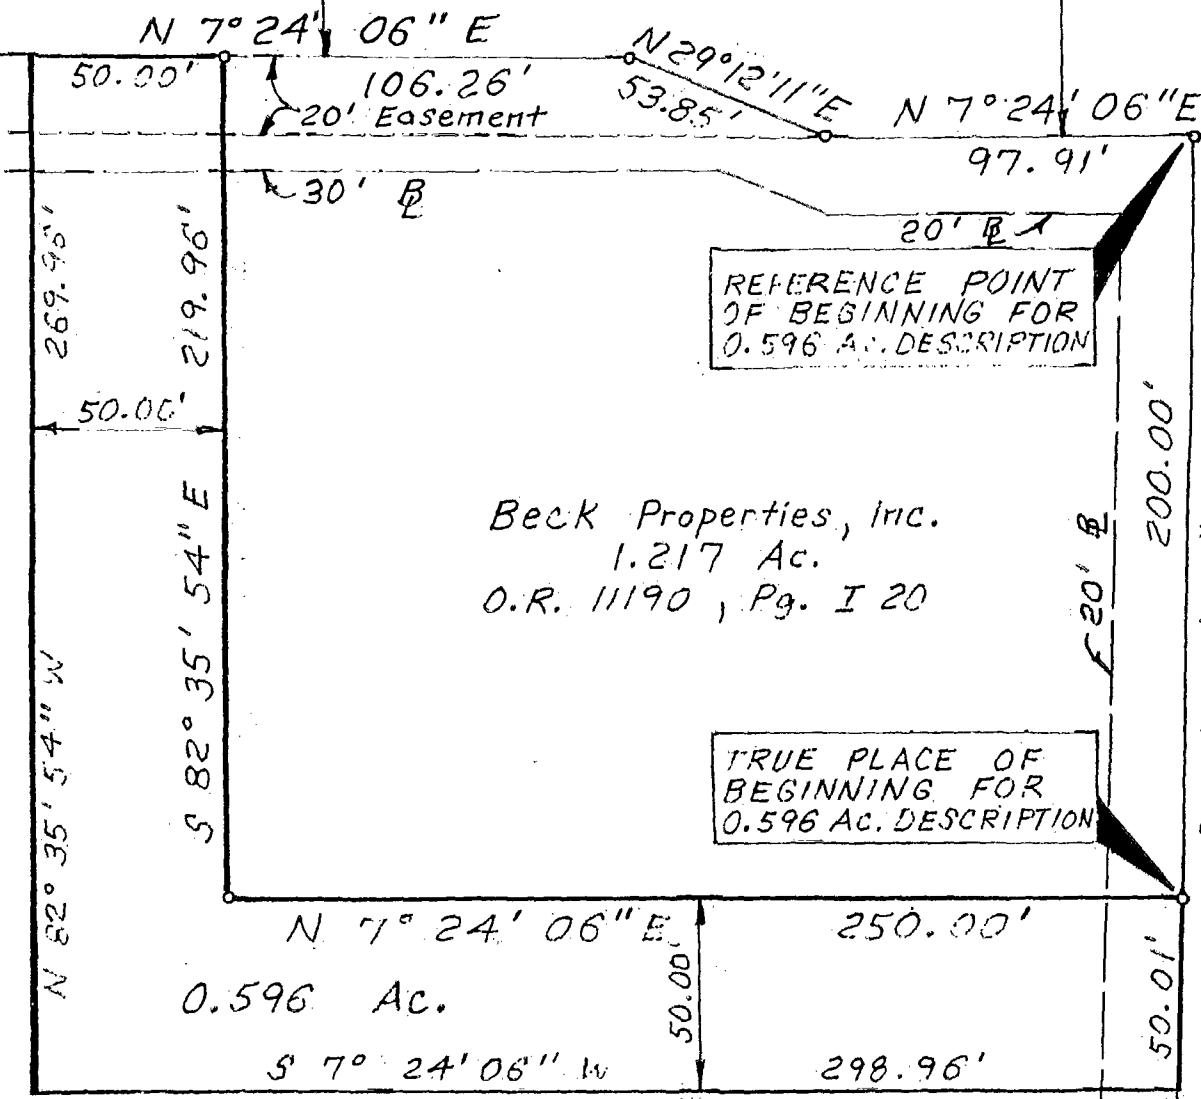 N 7° 24' 06" E
50.00'
106.26'
20' Easement
N 29°12'11"E
53.85'
N 7° 24' 06"E
97.91'
30' BL
20' BL
REFERENCE POINT
OF BEGINNING FOR
0.596 Ac. DESCRIPTION
269.95'
219.96'
50.00'
200.00'
Beck Properties, Inc.
1.217 Ac.
O.R. 11190, Pg. I 20
20' BL
S 82° 35' 54" E
N 82° 35' 54" W
TRUE PLACE OF
BEGINNING FOR
0.596 Ac. DESCRIPTION
N 7° 24' 06" E
250.00'
0.596 Ac.
50.00'
50.01'
S 7° 24' 06" W
298.96'